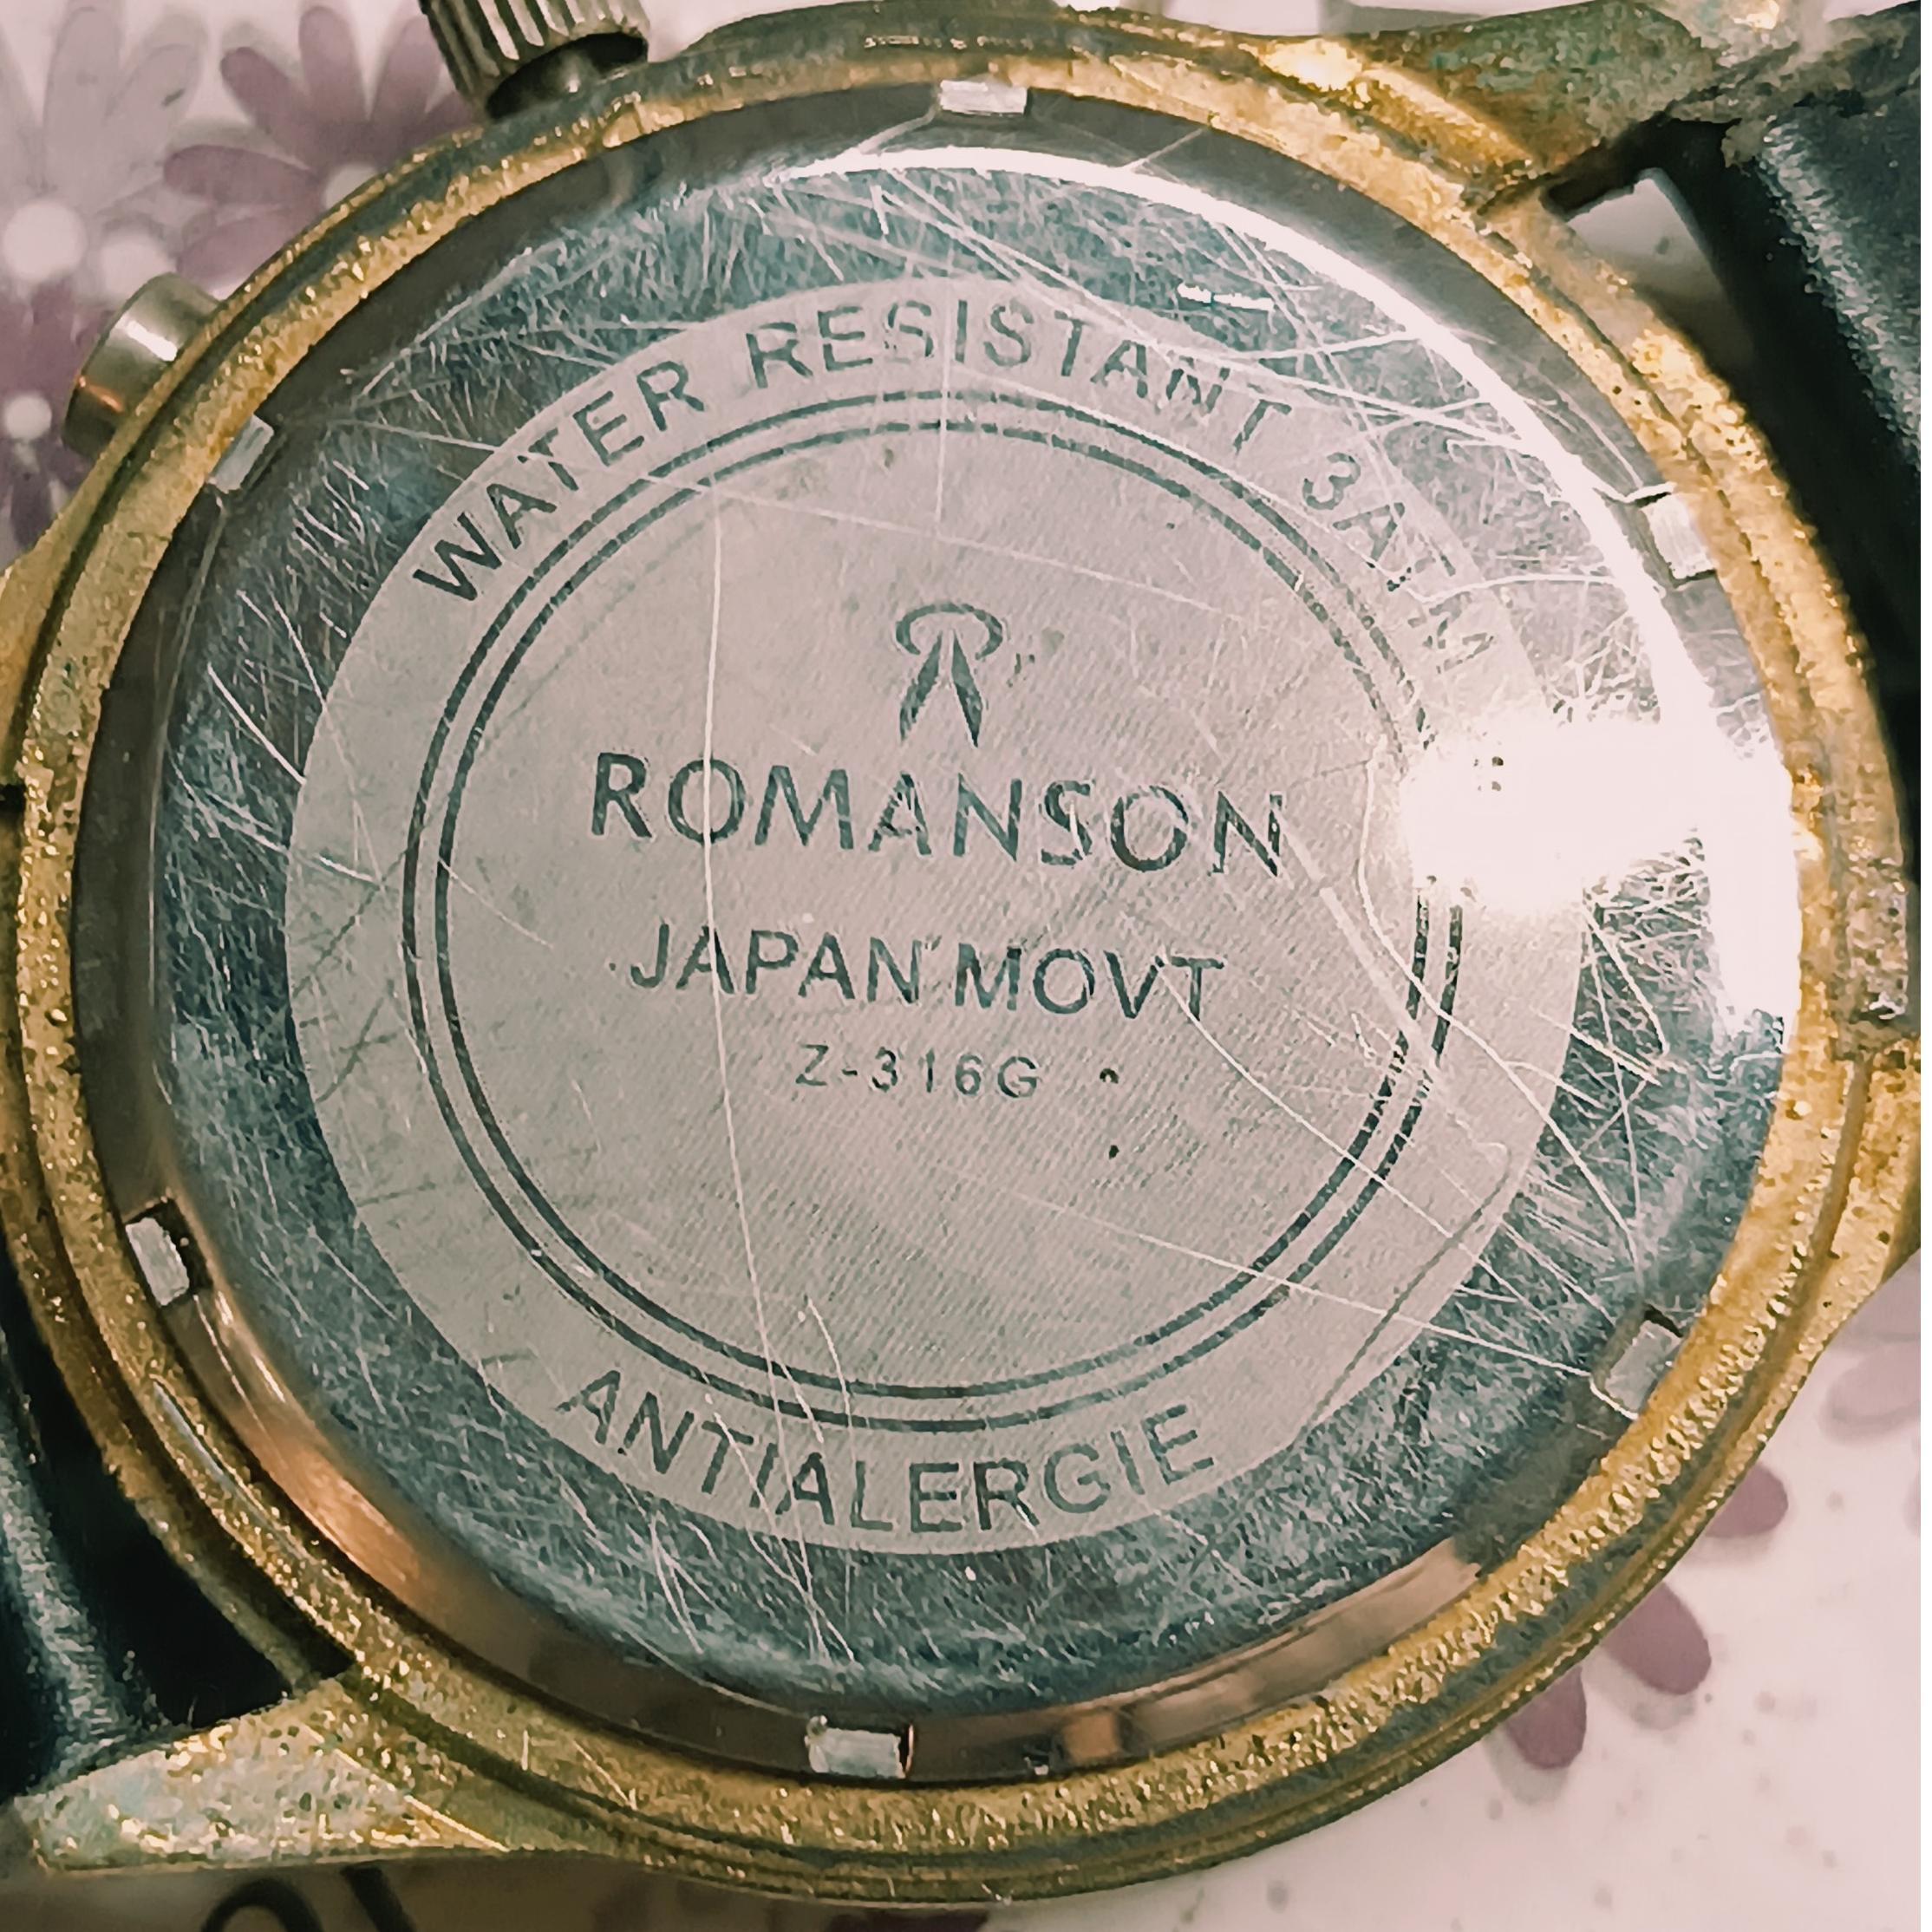 WATER RESISTANT 3ATM
ROMANSON
JAPAN MOVT
Z-316G
ANTIALERGIE